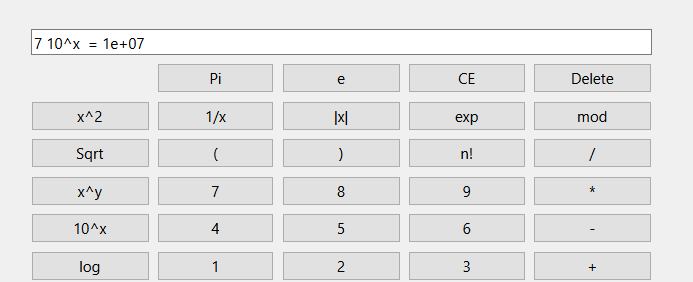 7 10^x  = 1e+07
Pi e CE Delete
x^2 1/x |x| exp mod
Sqrt ( ) n! /
x^y 7 8 9 *
10^x 4 5 6 -
log 1 2 3 +